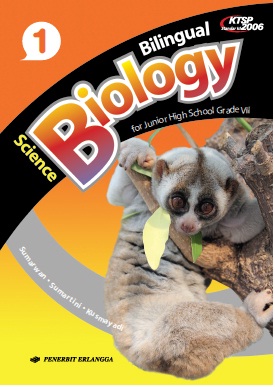 1
KTSP
Standar Isi 2006
Bilingual
Science
Biology
for Junior High School Grade VII
Sumarwan • Sumartini • Kusmayadi
PENERBIT ERLANGGA